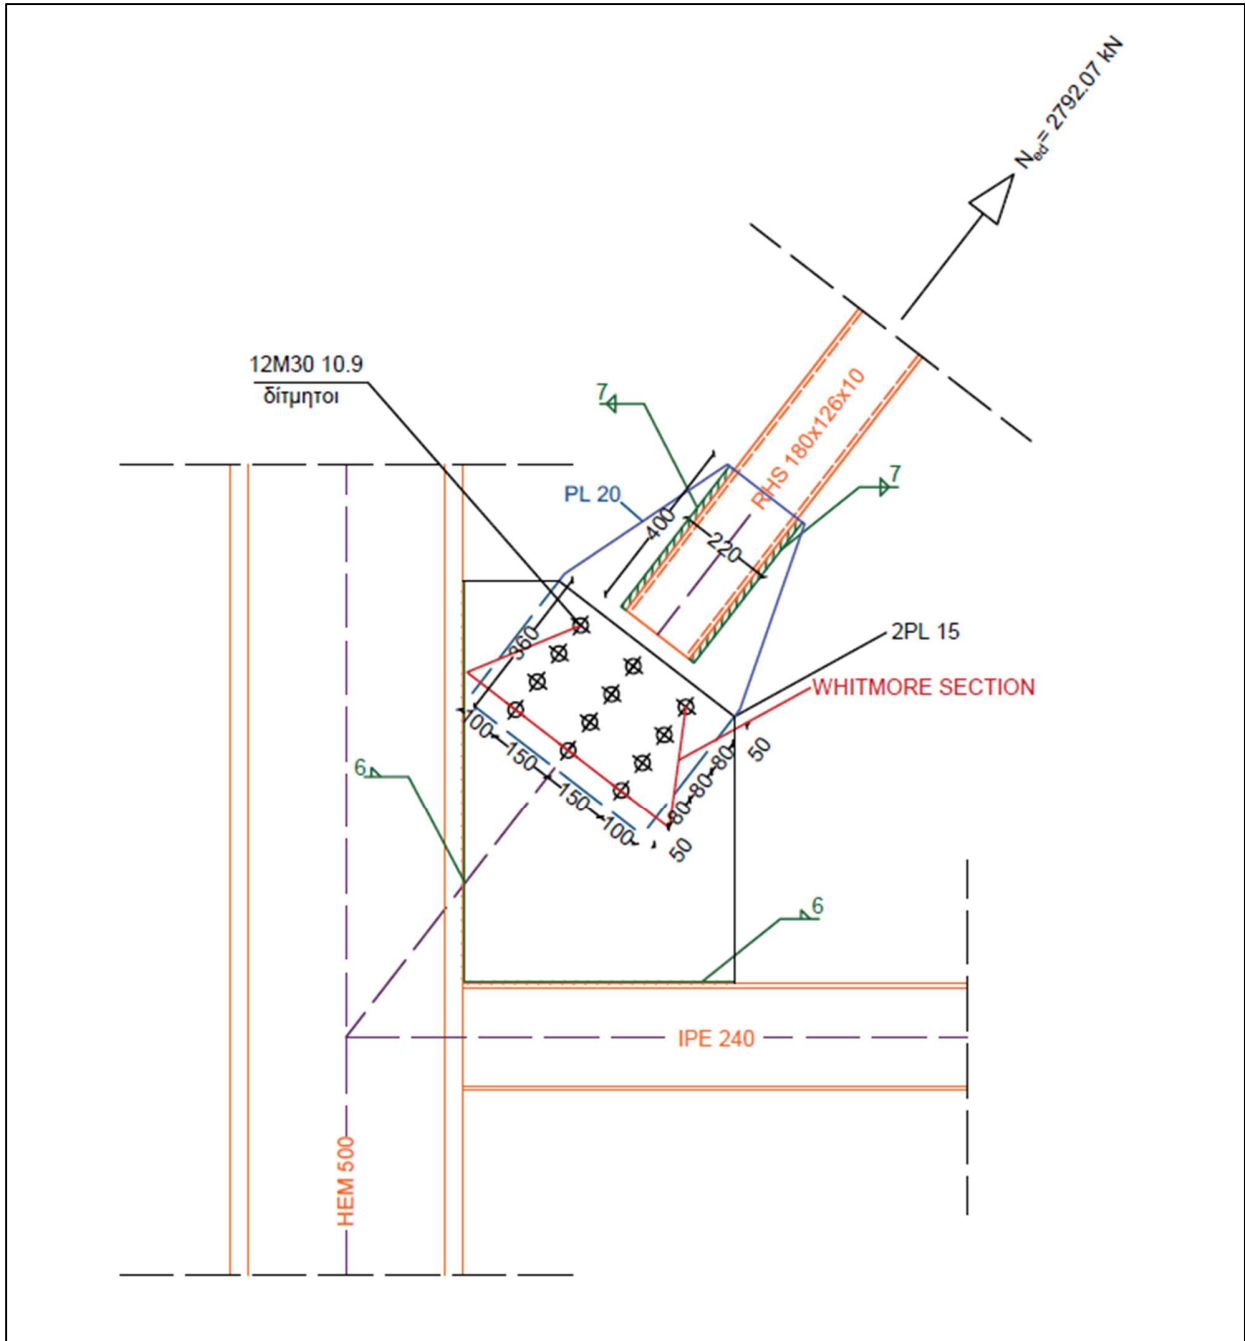 Ned= 2792.07 kN
12M30 10.9
δίτμητοι
7
RHS 180x126x10
7
PL 20
400
220
360
2PL 15
WHITMORE SECTION
100
150
150
100
80
80
80
50
50
6
6
IPE 240
HEM 500